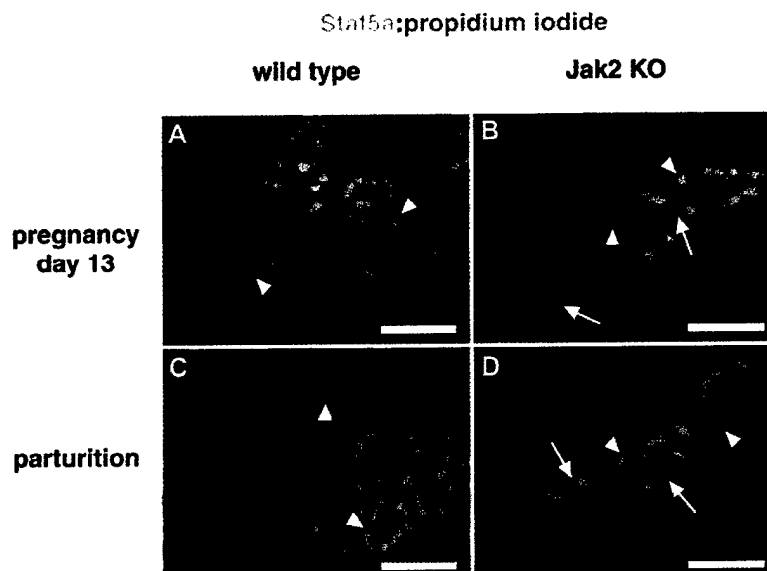 Stat5a:propidium iodide
wild type
Jak2 KO
A
B
pregnancy
day 13
C
D
parturition